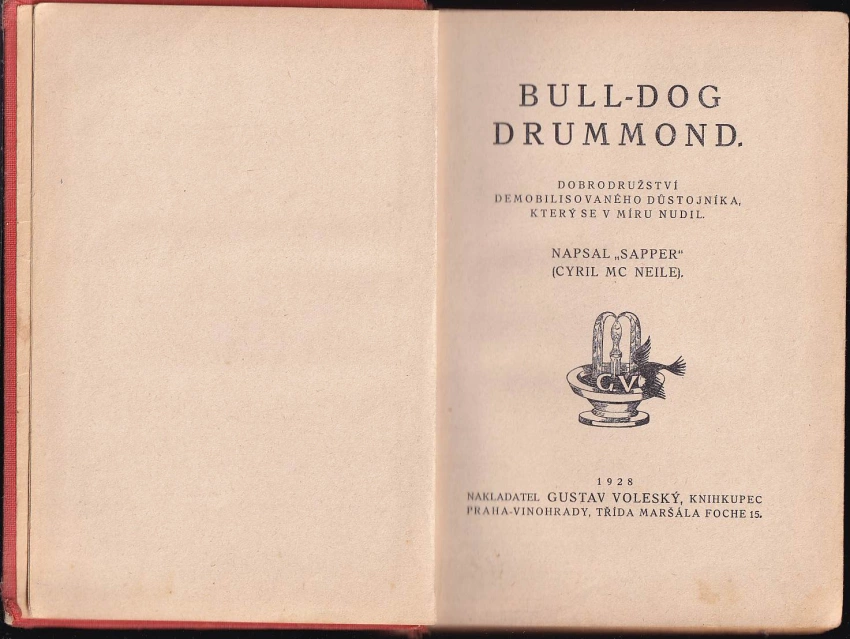 BULL-DOG
DRUMMOND.
DOBRODRUŽSTVÍ
DEMOBILISOVANÉHO DŮSTOJNÍKA,
KTERÝ SE V MÍRU NUDIL.
NAPSAL „SAPPER“
(CYRIL MC NEILE).
G V
1928
NAKLADATEL GUSTAV VOLESKÝ, KNIHKUPEC
PRAHA-VINOHRADY, TŘÍDA MARŠÁLA FOCHE 15.